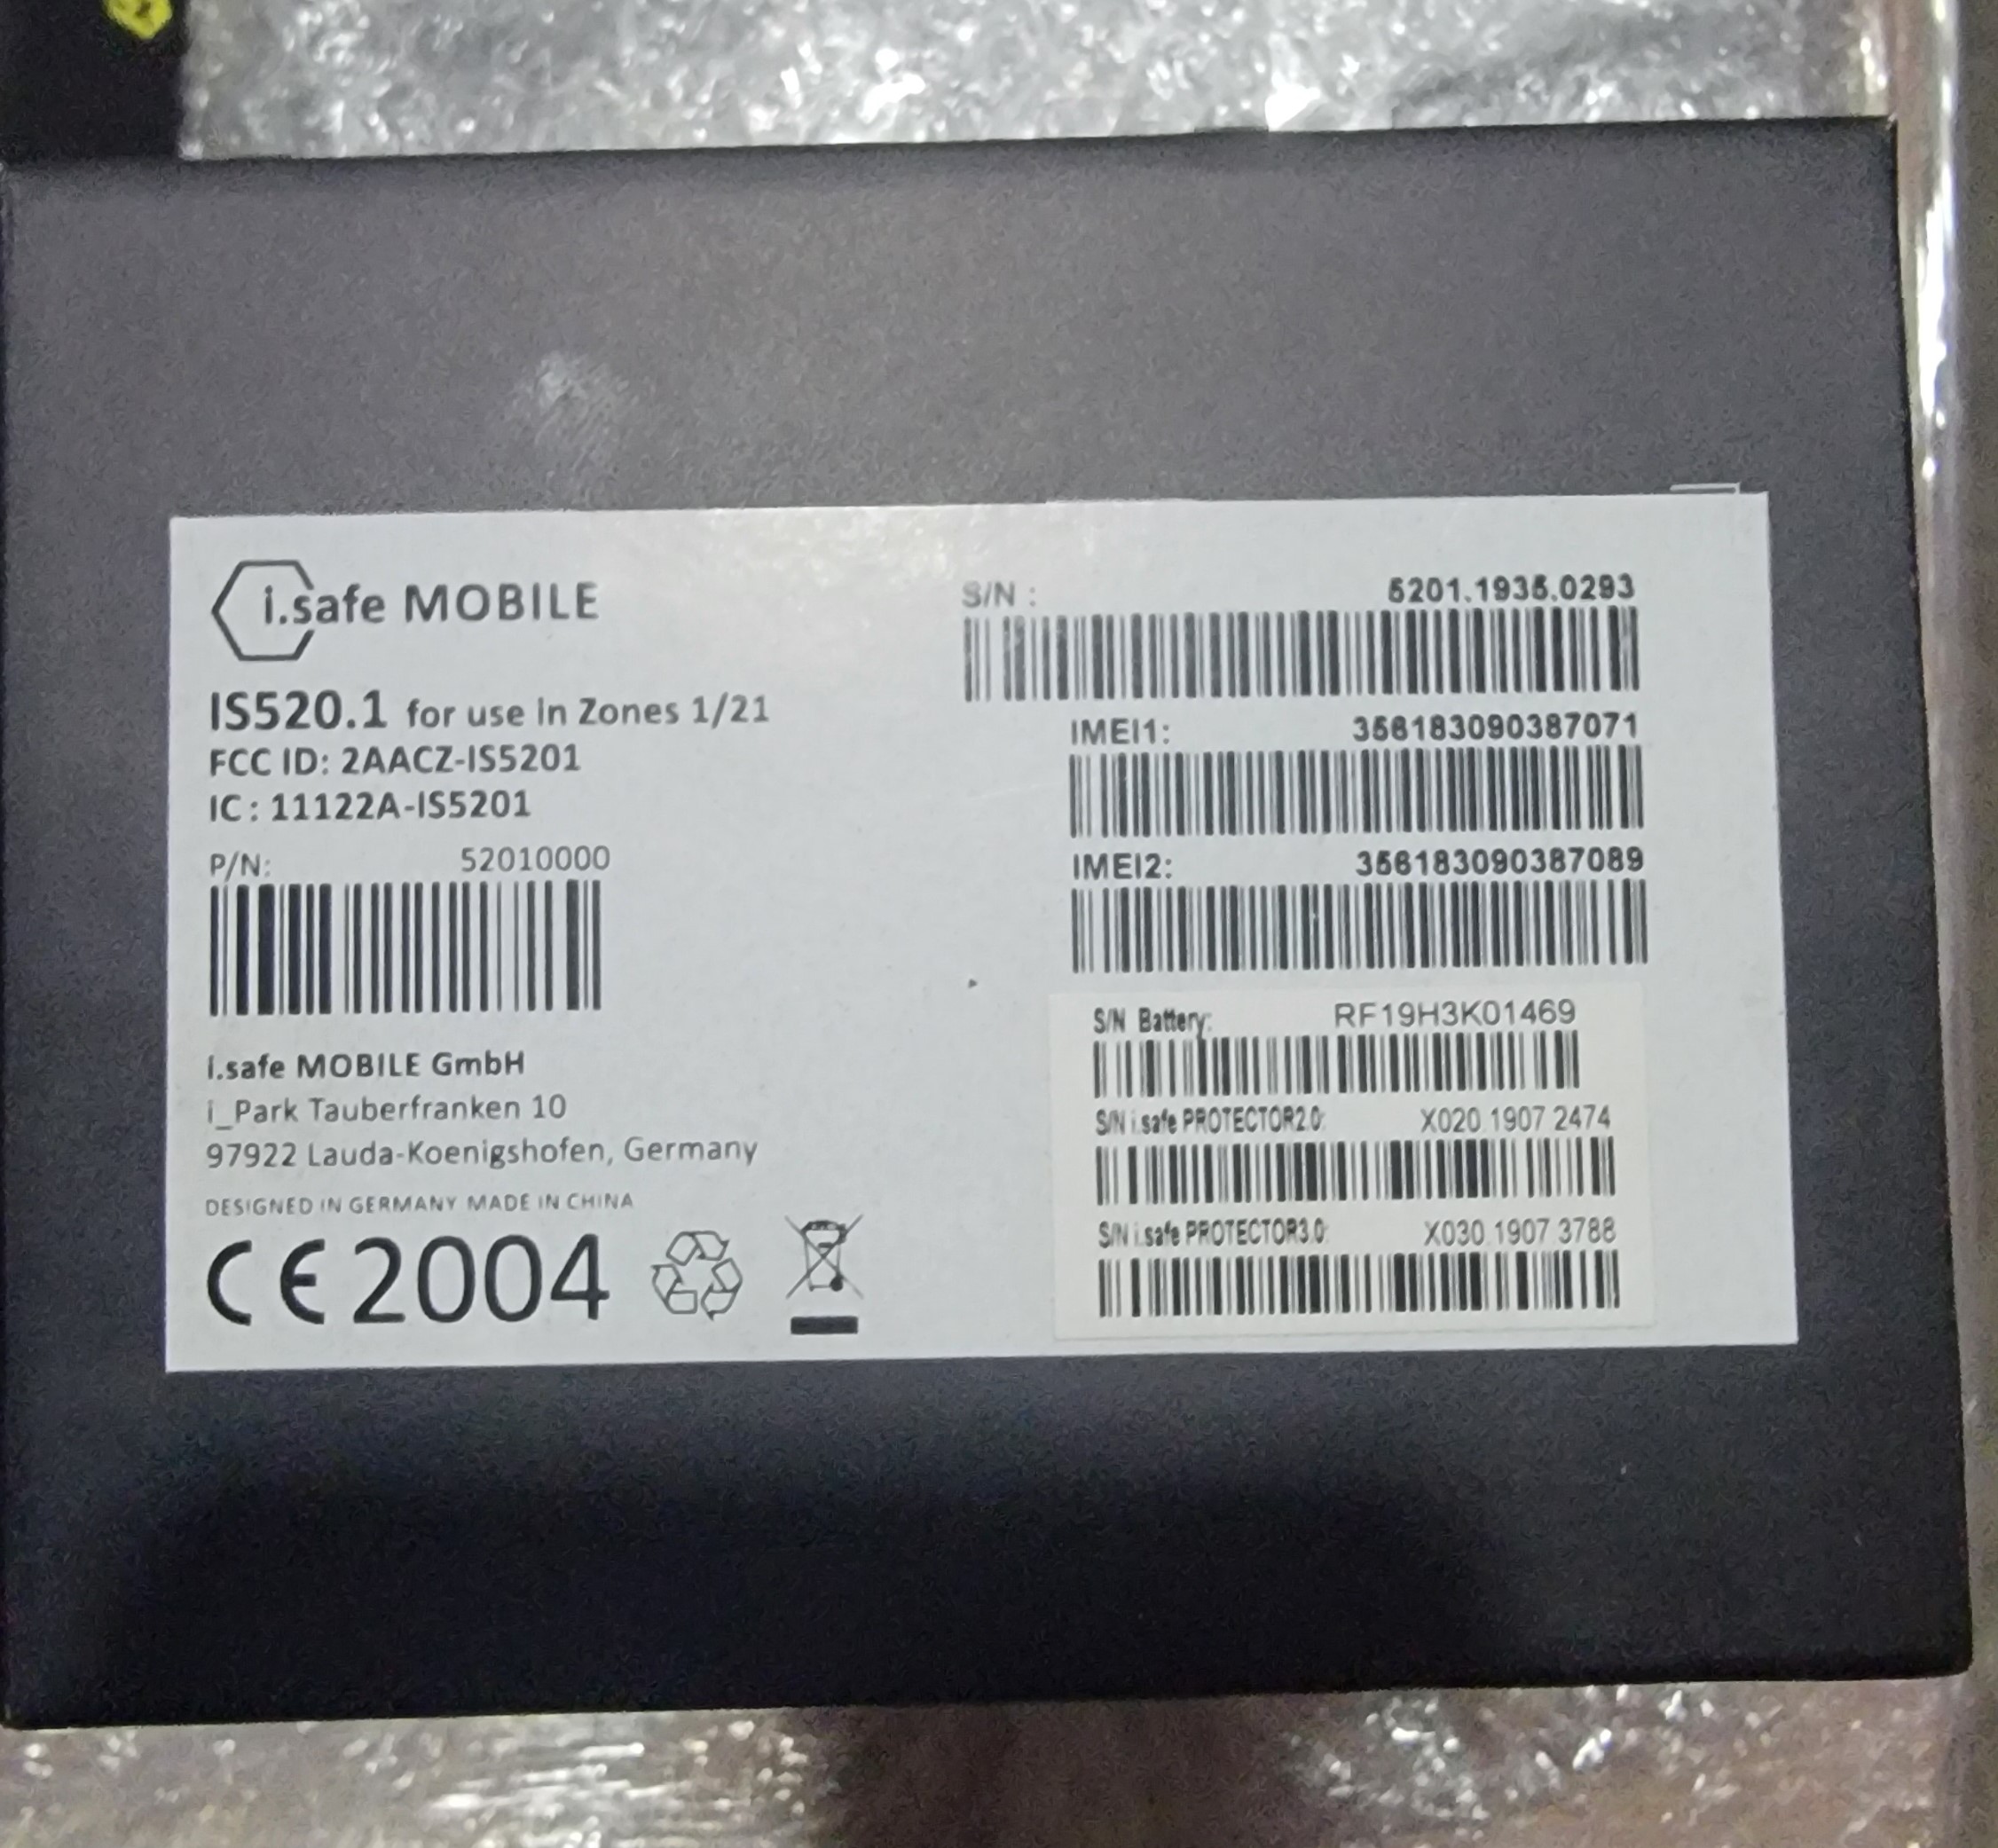 i.safe MOBILE
IS520.1 for use in Zones 1/21
FCC ID: 2AACZ-IS5201
IC : 11122A-IS5201
P/N: 52010000
i.safe MOBILE GmbH
i_Park Tauberfranken 10
97922 Lauda-Koenigshofen, Germany
DESIGNED IN GERMANY MADE IN CHINA
CE 2004
S/N : 5201.1935.0293
IMEI1: 356183090387071
IMEI2: 356183090387089
S/N Battery: RF19H3K01469
S/N i.safe PROTECTOR2.0: X020.1907.2474
S/N i.safe PROTECTOR3.0: X030.1907.3788